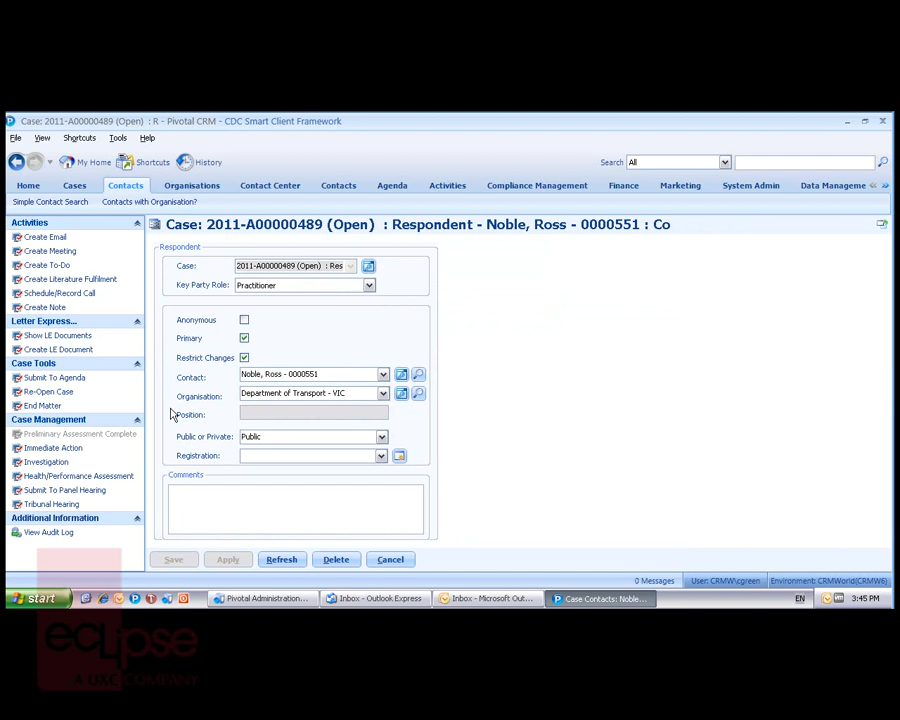 Case: 2011-A00000489 (Open) : R - Pivotal CRM - CDC Smart Client Framework
File View Shortcuts Tools Help
My Home Shortcuts History Search All
Home Cases Contacts Organisations Contact Center Contacts Agenda Activities Compliance Management Finance Marketing System Admin Data Manageme
Simple Contact Search Contacts with Organisation?
Activities
Create Email
Create Meeting
Create To-Do
Create Literature Fulfilment
Schedule/Record Call
Create Note
Letter Express...
Show LE Documents
Create LE Document
Case Tools
Submit To Agenda
Re-Open Case
End Matter
Case Management
Preliminary Assessment Complete
Immediate Action
Investigation
Health/Performance Assessment
Submit To Panel Hearing
Tribunal Hearing
Additional Information
View Audit Log
Case: 2011-A00000489 (Open) : Respondent - Noble, Ross - 0000551 : Co
Respondent
Case: 2011-A00000489 (Open) : Res
Key Party Role: Practitioner
Anonymous
Primary
Restrict Changes
Contact: Noble, Ross - 0000551
Organisation: Department of Transport - VIC
Position:
Public or Private: Public
Registration:
Comments
Save Apply Refresh Delete Cancel
0 Messages User: CRMW\cgreen Environment: CRMWorld(CRMW6)
start Pivotal Administration... Inbox - Outlook Express Inbox - Microsoft Out... Case Contacts: Noble... EN 3:45 PM
eclipse
A UXC COMPANY